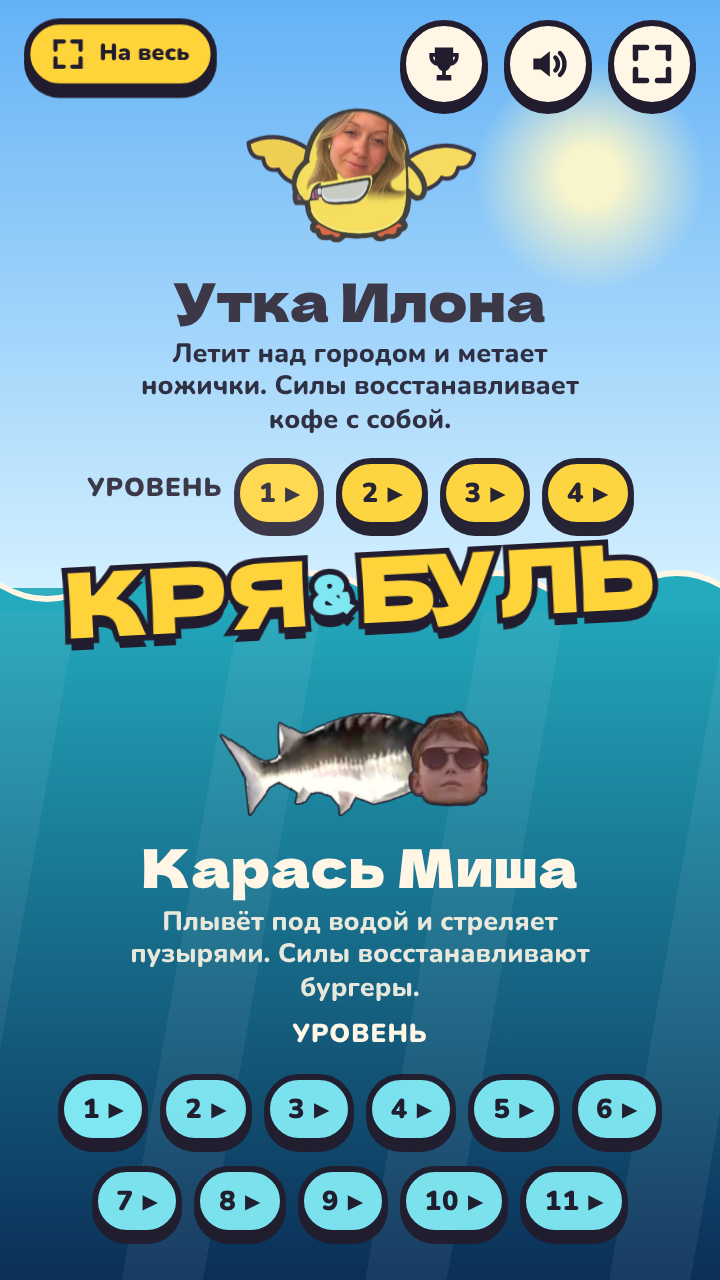 На весь
Утка Илона
Летит над городом и метает
ножички. Силы восстанавливает
кофе с собой.
УРОВЕНЬ 1 ▶ 2 ▶ 3 ▶ 4 ▶
КРЯ&БУЛЬ
Карась Миша
Плывёт под водой и стреляет
пузырями. Силы восстанавливают
бургеры.
УРОВЕНЬ
1 ▶ 2 ▶ 3 ▶ 4 ▶ 5 ▶ 6 ▶
7 ▶ 8 ▶ 9 ▶ 10 ▶ 11 ▶